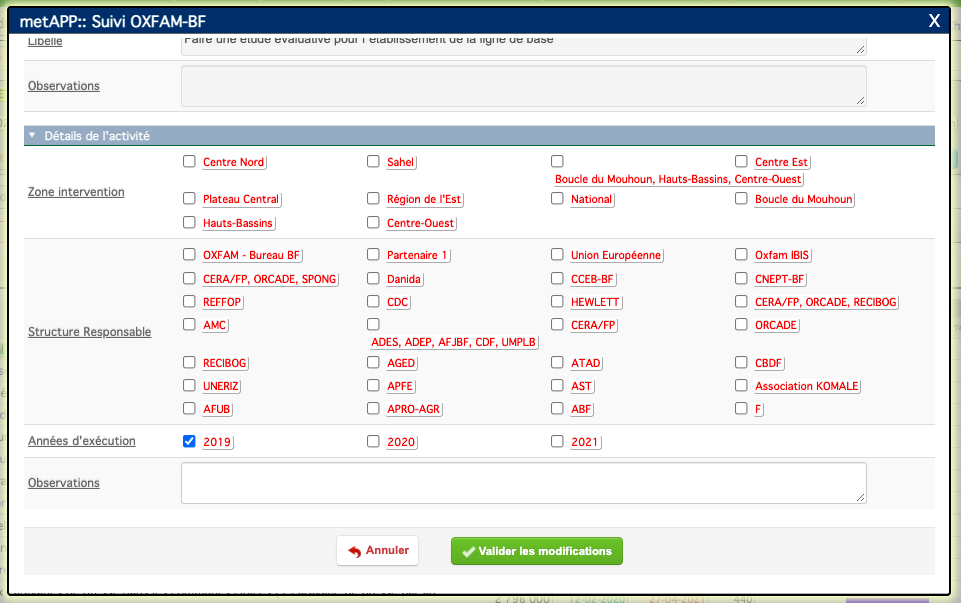 metAPP:: Suivi OXFAM-BF X
Libellé Faire une étude évaluative pour l'établissement de la ligne de base
Observations
Détails de l'activité
Zone intervention
Centre Nord Sahel Boucle du Mouhoun, Hauts-Bassins, Centre-Ouest Centre Est
Plateau Central Région de l'Est National Boucle du Mouhoun
Hauts-Bassins Centre-Ouest
Structure Responsable
OXFAM - Bureau BF Partenaire 1 Union Européenne Oxfam IBIS
CERA/FP, ORCADE, SPONG Danida CCEB-BF CNEPT-BF
REFFOP CDC HEWLETT CERA/FP, ORCADE, RECIBOG
AMC ADES, ADEP, AFJBF, CDF, UMPLB CERA/FP ORCADE
RECIBOG AGED ATAD CBDF
UNERIZ APFE AST Association KOMALE
AFUB APRO-AGR ABF F
Années d'exécution 2019 2020 2021
Observations
Annuler Valider les modifications